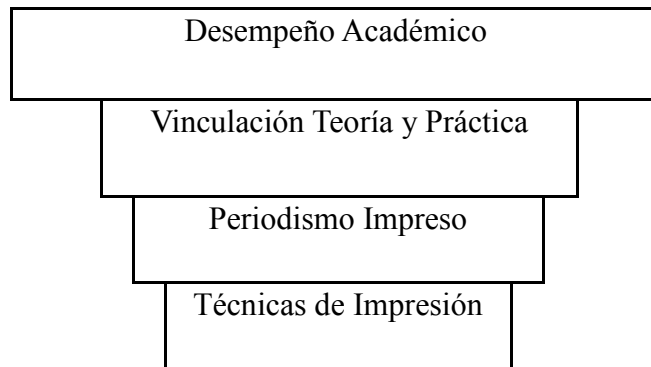 Desempeño Académico
Vinculación Teoría y Práctica
Periodismo Impreso
Técnicas de Impresión